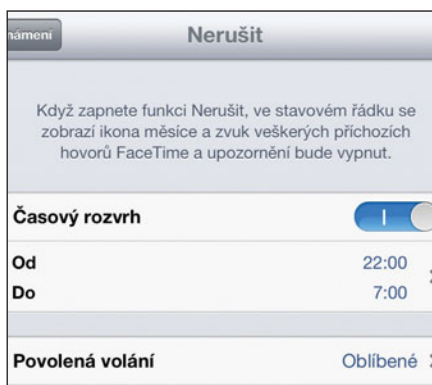 námení
Nerušit
Když zapnete funkci Nerušit, ve stavovém řádku se
zobrazí ikona měsíce a zvuk veškerých příchozích
hovorů FaceTime a upozornění bude vypnut.
Časový rozvrh
Od 22:00
Do 7:00
Povolená volání Oblíbené